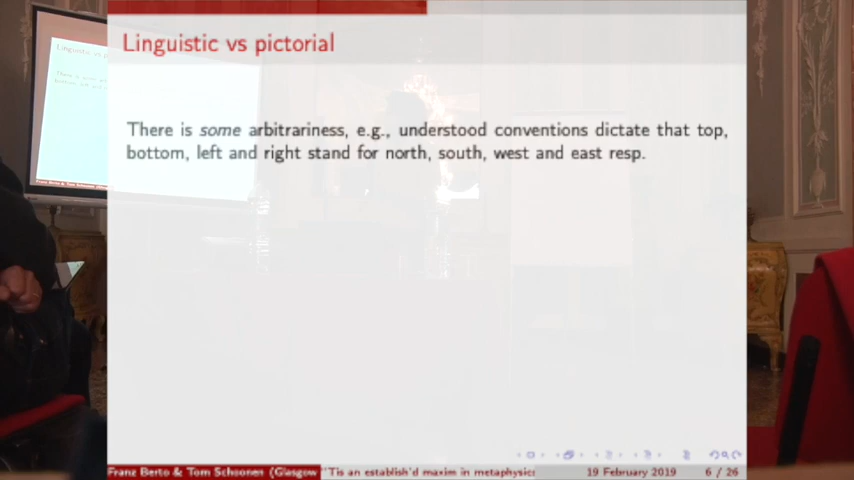 Linguistic vs pictorial
There is some arbitrariness, e.g., understood conventions dictate that top,
bottom, left and right stand for north, south, west and east resp.
Franz Berto & Tom Schoonen (Glasgow "Tis an establish'd maxim in metaphysics 19 February 2019 6 / 26